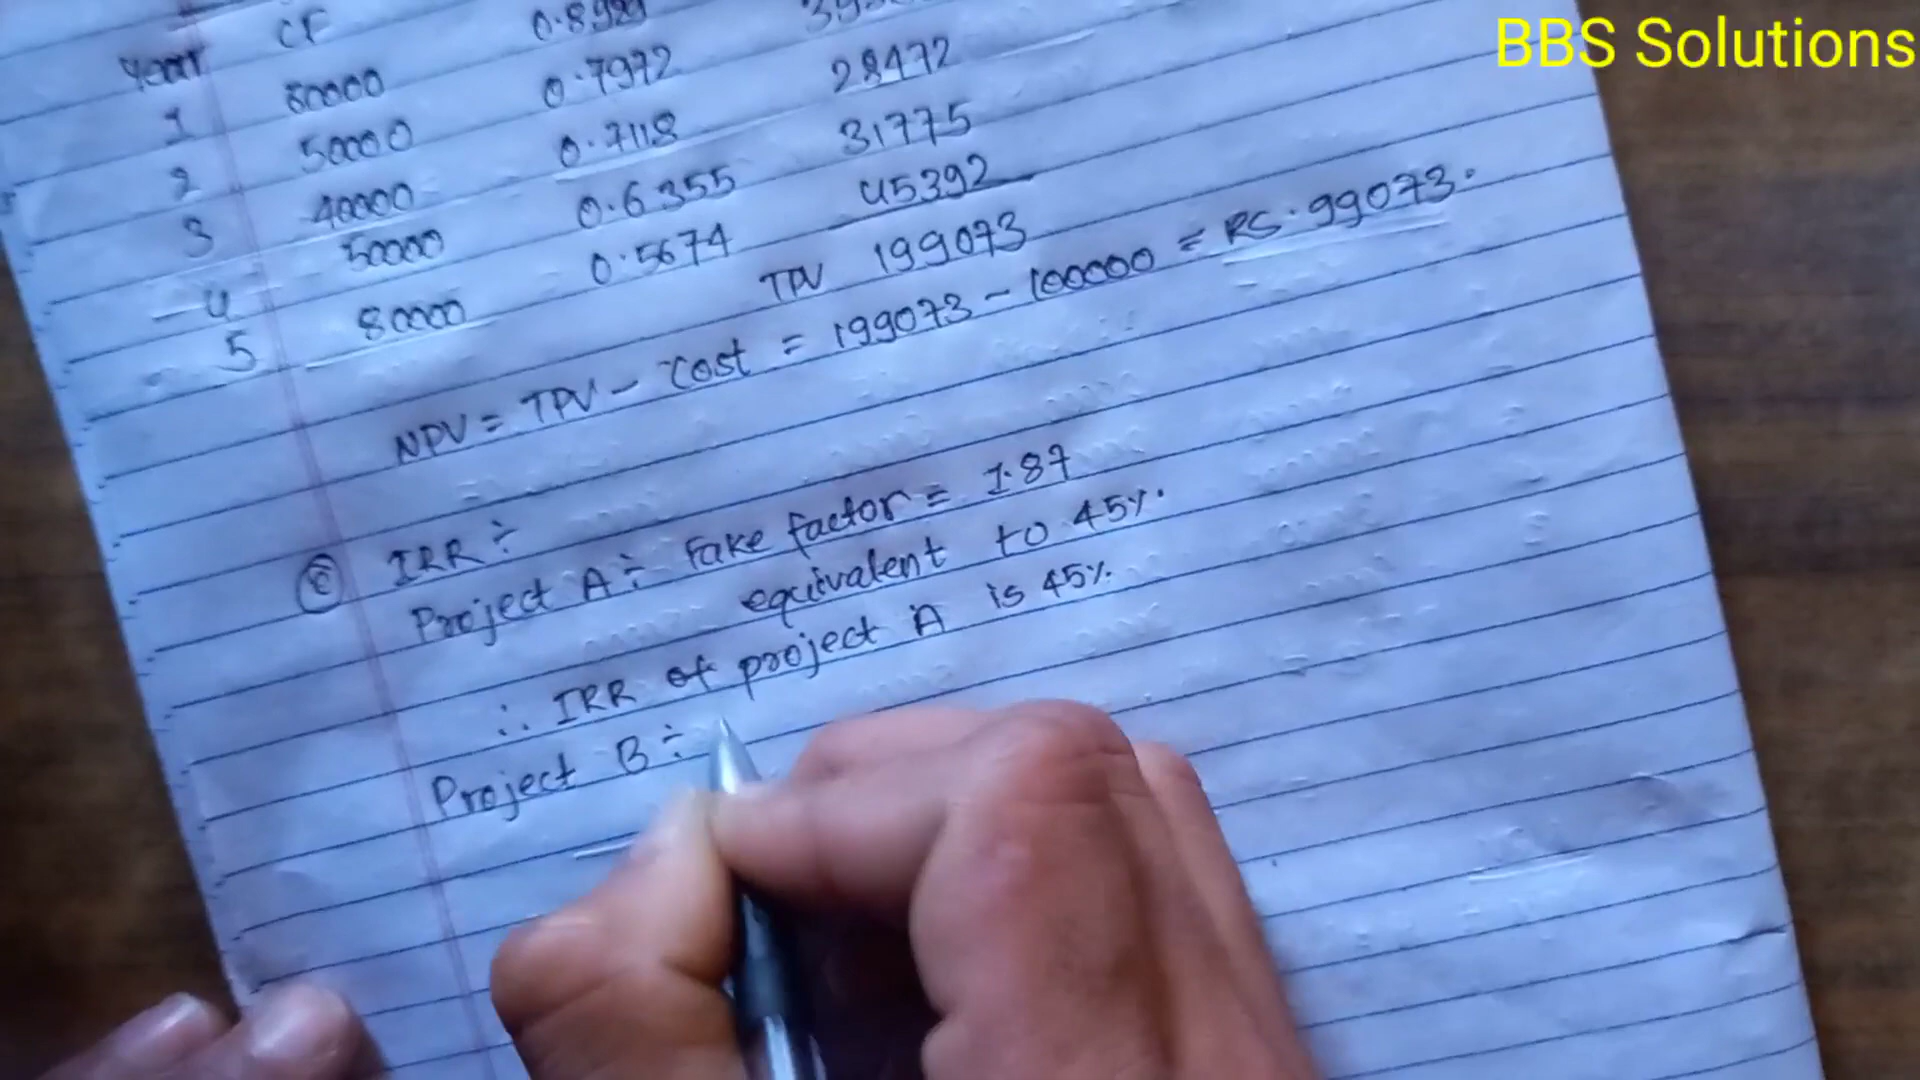 BBS Solutions
Year CF 0.8929
1 50000 0.7972 28472
2 50000 0.7118 31775
3 40000 0.6355 45392
4 50000 0.5674 TPV 199073
5 80000
NPV = TPV - Cost = 199073 - 100000 = RS. 99073.
(C) IRR ÷
Project A ÷ Fake factor = 1.87
equivalent to 45%.
∴ IRR of project A is 45%.
Project B ÷